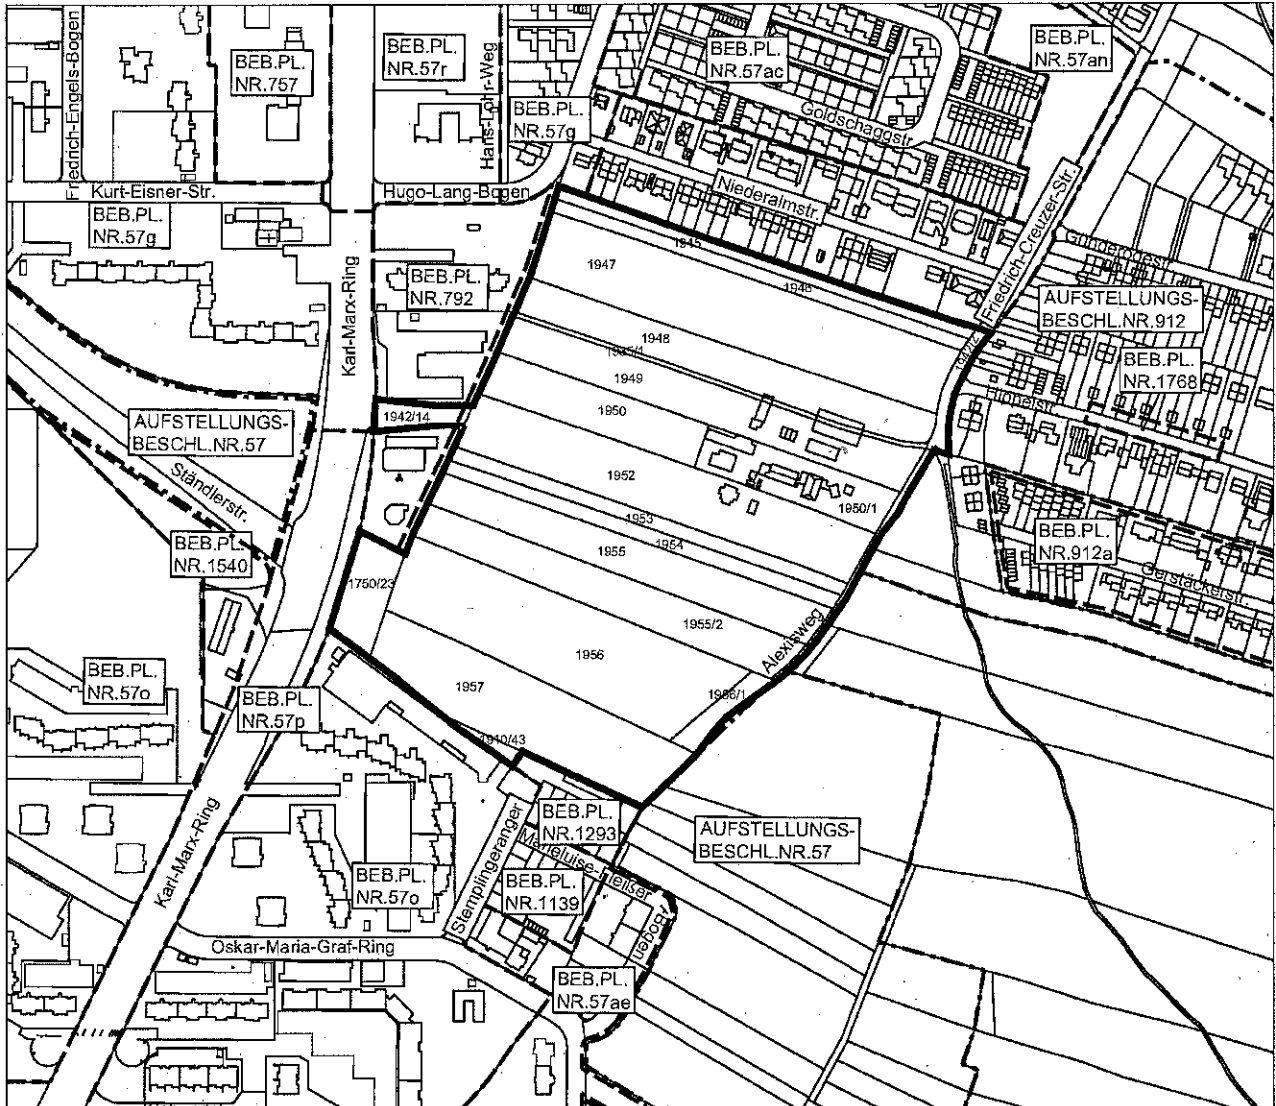 BEB.PL.
NR.57r
BEB.PL.
NR.757
BEB.PL.
NR.57ac
BEB.PL.
NR.57an
Friedrich-Engels-Bogen
Hans-Lohr-Weg
BEB.PL.
NR.57g
Goldschaggstr.
Kurt-Eisner-Str.
Hugo-Lang-Bogen
Niederalmstr.
Friedrich-Creuzer-Str.
BEB.PL.
NR.57g
Günderodestr.
1945
1947
1946
Karl-Marx-Ring
BEB.PL.
NR.792
AUFSTELLUNGS-
BESCHL.NR.912
1948
BEB.PL.
NR.1768
1949
Hippelstr.
1942/14
1950
AUFSTELLUNGS-
BESCHL.NR.57
Ständlerstr.
1952
1950/1
1953
1954
1955
BEB.PL.
NR.1540
BEB.PL.
NR.912a
Gerstäckerstr.
1750/23
1955/2
Alexisweg
1956
BEB.PL.
NR.57o
1957
1956/1
BEB.PL.
NR.57p
1910/43
BEB.PL.
NR.1293
AUFSTELLUNGS-
BESCHL.NR.57
Karl-Marx-Ring
Stemplingeranger
Marieluise-Fleißer
Bogen
BEB.PL.
NR.57o
BEB.PL.
NR.1139
Oskar-Maria-Graf-Ring
BEB.PL.
NR.57ae